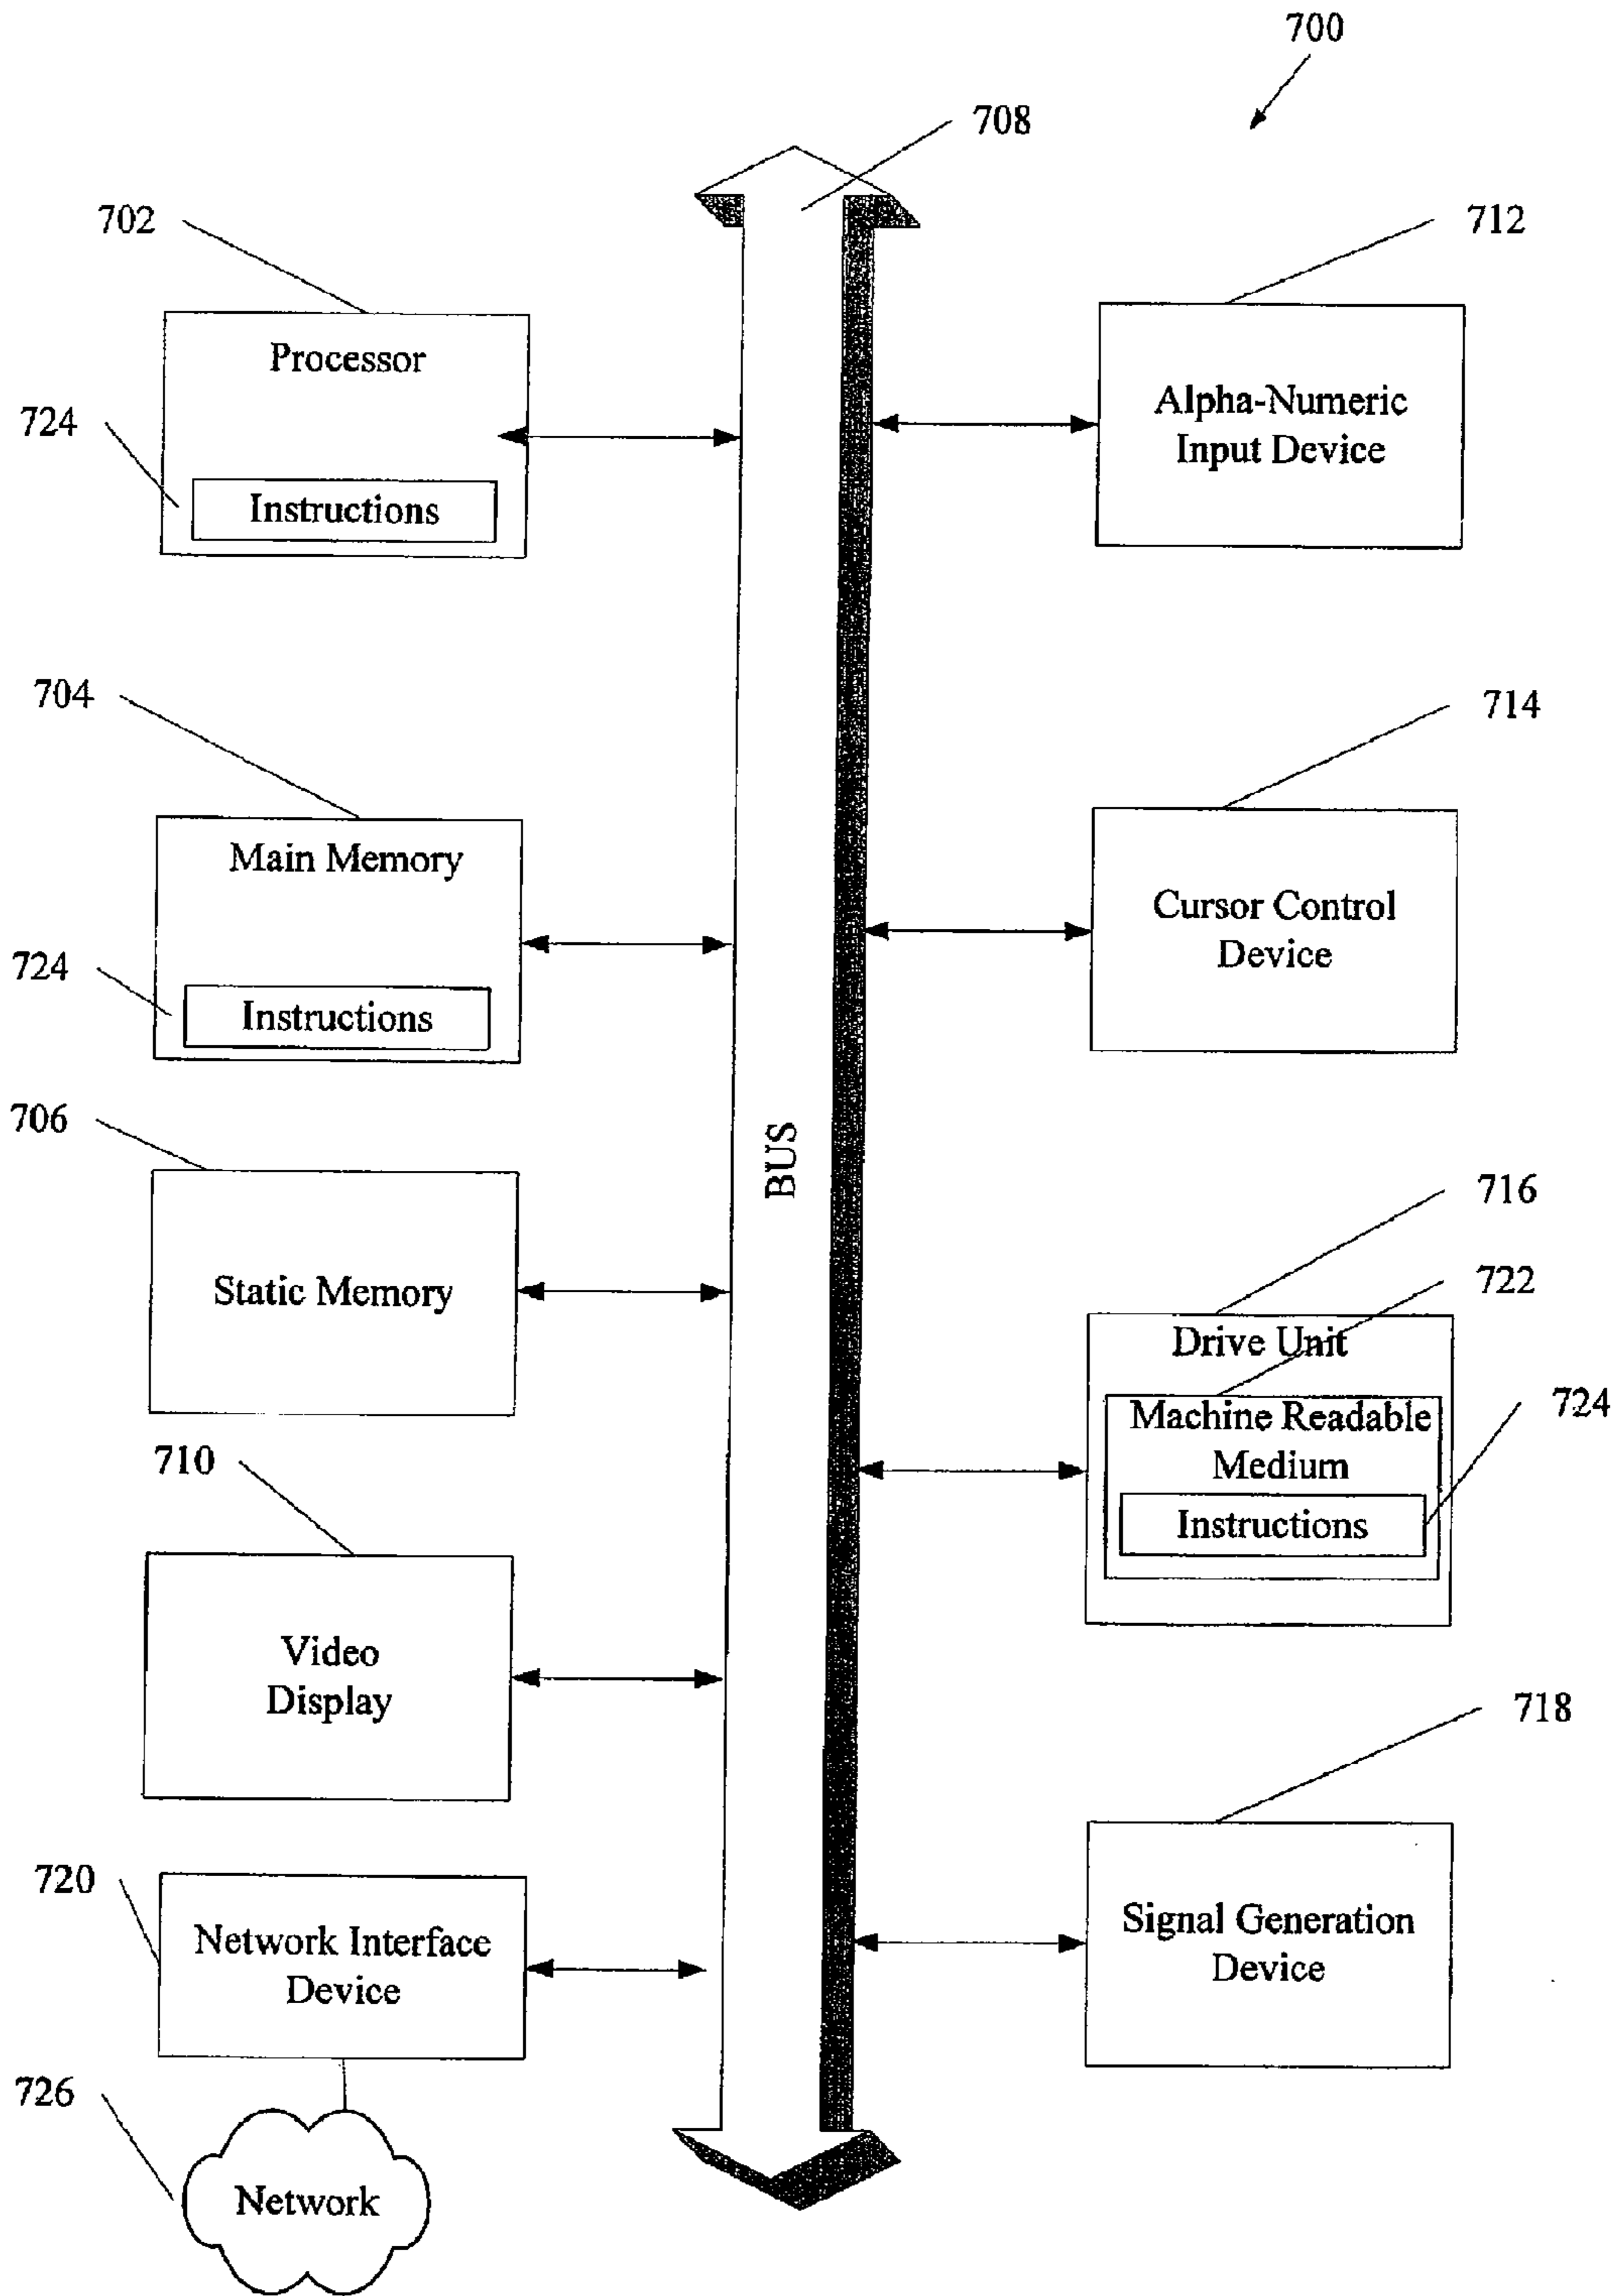 700
708
702
712
Processor
724
Instructions
Alpha-Numeric
Input Device
704
714
Main Memory
724
Instructions
Cursor Control
Device
706
BUS
716
Static Memory
722
Drive Unit
Machine Readable
Medium
724
Instructions
710
Video
Display
718
720
Network Interface
Device
Signal Generation
Device
726
Network